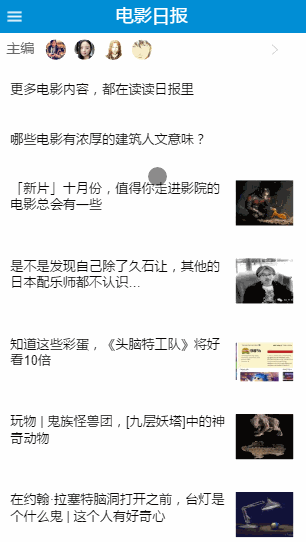 电影日报
主编
更多电影内容，都在读读日报里
哪些电影有浓厚的建筑人文意味？
「新片」十月份，值得你走进影院的
电影总会有一些
是不是发现自己除了久石让，其他的
日本配乐师都不认识...
知道这些彩蛋，《头脑特工队》将好
看10倍
玩物 | 鬼族怪兽团，[九层妖塔]中的神
奇动物
在约翰·拉塞特脑洞打开之前，台灯是
个什么鬼 | 这个人有好奇心